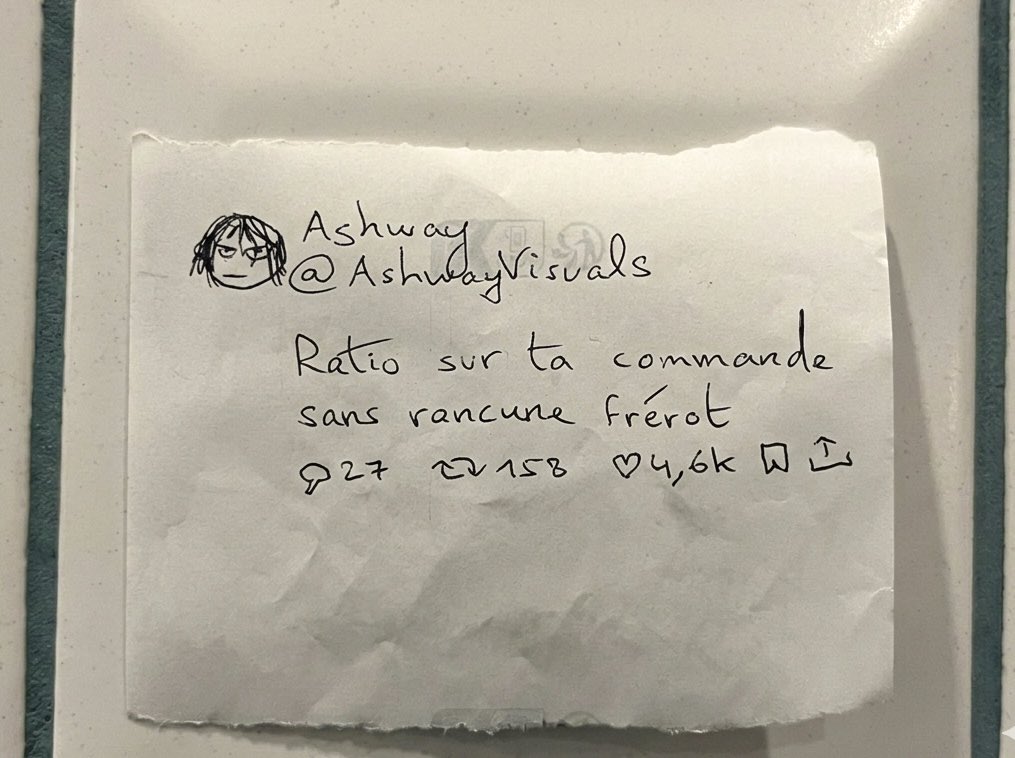 Ashway
@AshwayVisuals
Ratio sur ta commande
sans rancune frérot
27 158 4,6k